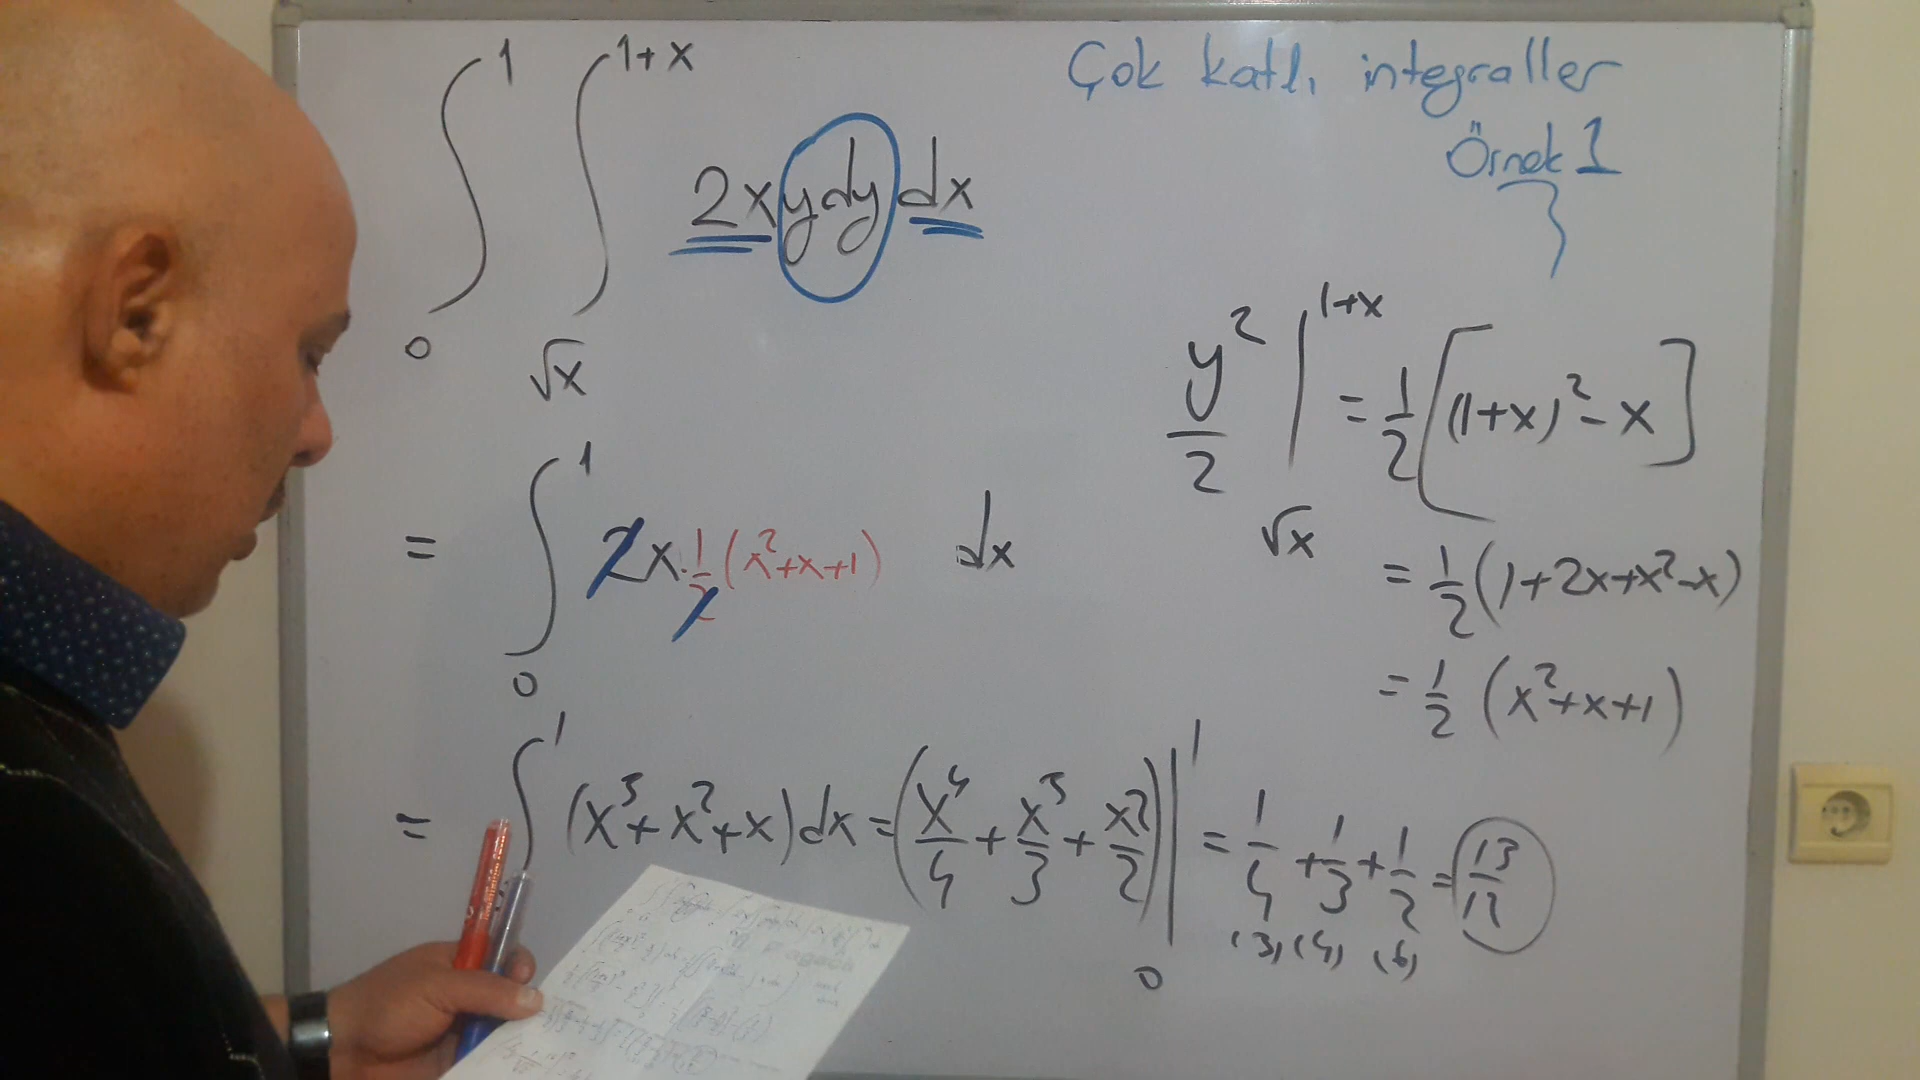 Çok katlı integraller
Örnek 1
∫₀¹ ∫_√x^(1+x) 2x y dy dx
y²/2 |_√x^(1+x) = 1/2 [(1+x)² - x]
= 1/2 (1+2x+x²-x)
= 1/2 (x²+x+1)
= ∫₀¹ 2x · 1/2 (x²+x+1) dx
= ∫¹ (x³+x²+x) dx = (x⁴/4 + x³/3 + x²/2) |₀¹ = 1/4 + 1/3 + 1/2 = 13/12
(3) (4) (6)